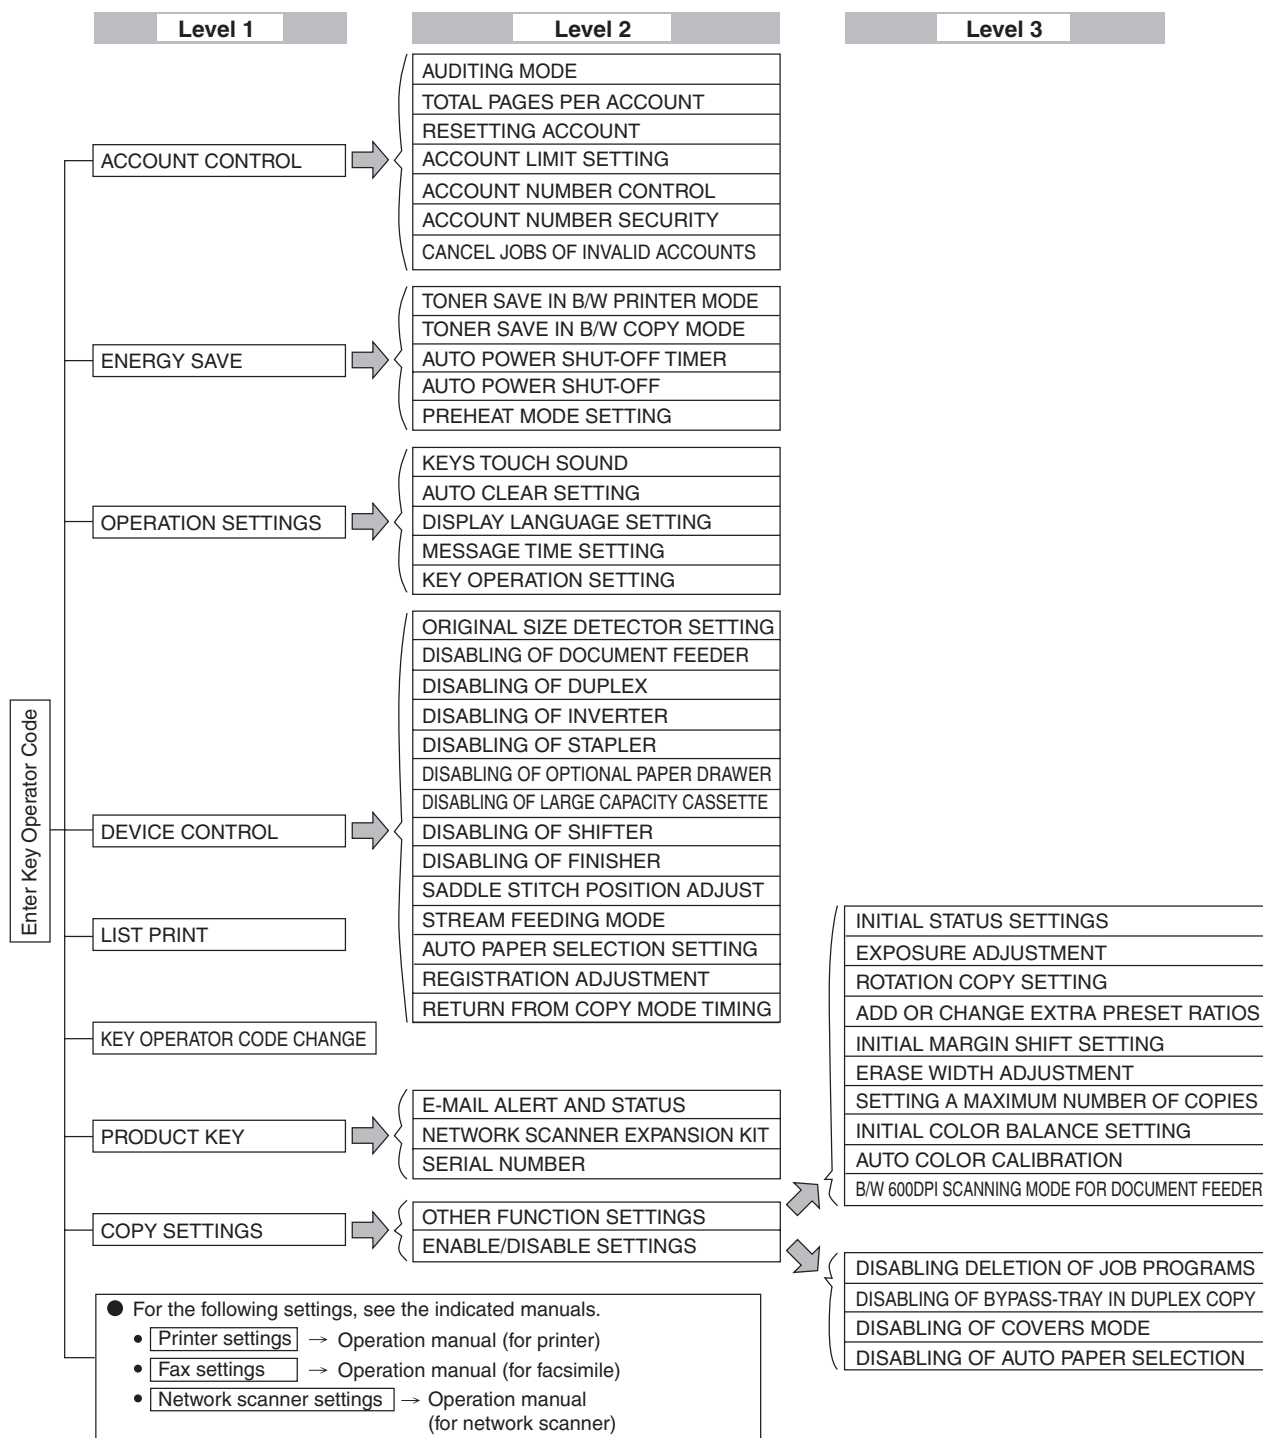 Level 1
Level 2
Level 3
Enter Key Operator Code
ACCOUNT CONTROL
AUDITING MODE
TOTAL PAGES PER ACCOUNT
RESETTING ACCOUNT
ACCOUNT LIMIT SETTING
ACCOUNT NUMBER CONTROL
ACCOUNT NUMBER SECURITY
CANCEL JOBS OF INVALID ACCOUNTS
ENERGY SAVE
TONER SAVE IN B/W PRINTER MODE
TONER SAVE IN B/W COPY MODE
AUTO POWER SHUT-OFF TIMER
AUTO POWER SHUT-OFF
PREHEAT MODE SETTING
OPERATION SETTINGS
KEYS TOUCH SOUND
AUTO CLEAR SETTING
DISPLAY LANGUAGE SETTING
MESSAGE TIME SETTING
KEY OPERATION SETTING
DEVICE CONTROL
ORIGINAL SIZE DETECTOR SETTING
DISABLING OF DOCUMENT FEEDER
DISABLING OF DUPLEX
DISABLING OF INVERTER
DISABLING OF STAPLER
DISABLING OF OPTIONAL PAPER DRAWER
DISABLING OF LARGE CAPACITY CASSETTE
DISABLING OF SHIFTER
DISABLING OF FINISHER
SADDLE STITCH POSITION ADJUST
STREAM FEEDING MODE
AUTO PAPER SELECTION SETTING
REGISTRATION ADJUSTMENT
RETURN FROM COPY MODE TIMING
LIST PRINT
KEY OPERATOR CODE CHANGE
PRODUCT KEY
E-MAIL ALERT AND STATUS
NETWORK SCANNER EXPANSION KIT
SERIAL NUMBER
COPY SETTINGS
OTHER FUNCTION SETTINGS
ENABLE/DISABLE SETTINGS
INITIAL STATUS SETTINGS
EXPOSURE ADJUSTMENT
ROTATION COPY SETTING
ADD OR CHANGE EXTRA PRESET RATIOS
INITIAL MARGIN SHIFT SETTING
ERASE WIDTH ADJUSTMENT
SETTING A MAXIMUM NUMBER OF COPIES
INITIAL COLOR BALANCE SETTING
AUTO COLOR CALIBRATION
B/W 600DPI SCANNING MODE FOR DOCUMENT FEEDER
DISABLING DELETION OF JOB PROGRAMS
DISABLING OF BYPASS-TRAY IN DUPLEX COPY
DISABLING OF COVERS MODE
DISABLING OF AUTO PAPER SELECTION
● For the following settings, see the indicated manuals.
• Printer settings → Operation manual (for printer)
• Fax settings → Operation manual (for facsimile)
• Network scanner settings → Operation manual
(for network scanner)